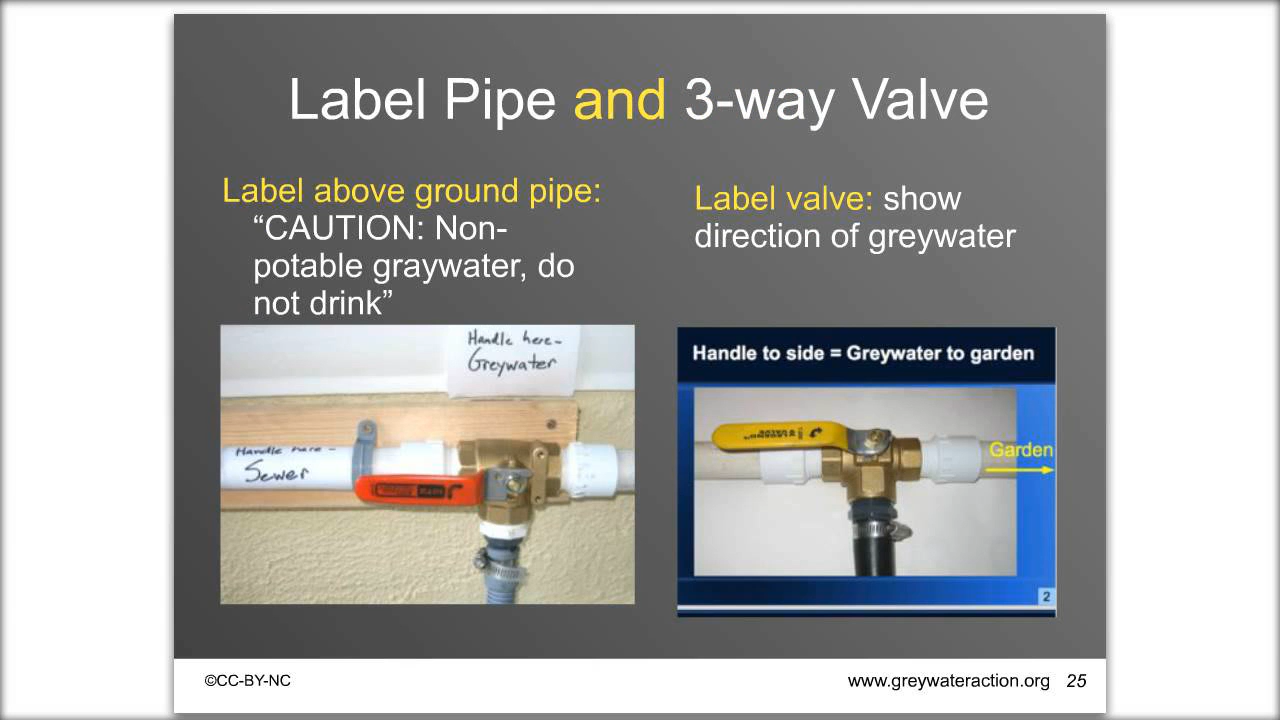 Label Pipe and 3-way Valve
Label above ground pipe:
“CAUTION: Non-
potable graywater, do
not drink”
Handle here-
Greywater
Handle here -
Sewer
Label valve: show
direction of greywater
Handle to side = Greywater to garden
Garden
2
©CC-BY-NC
www.greywateraction.org 25